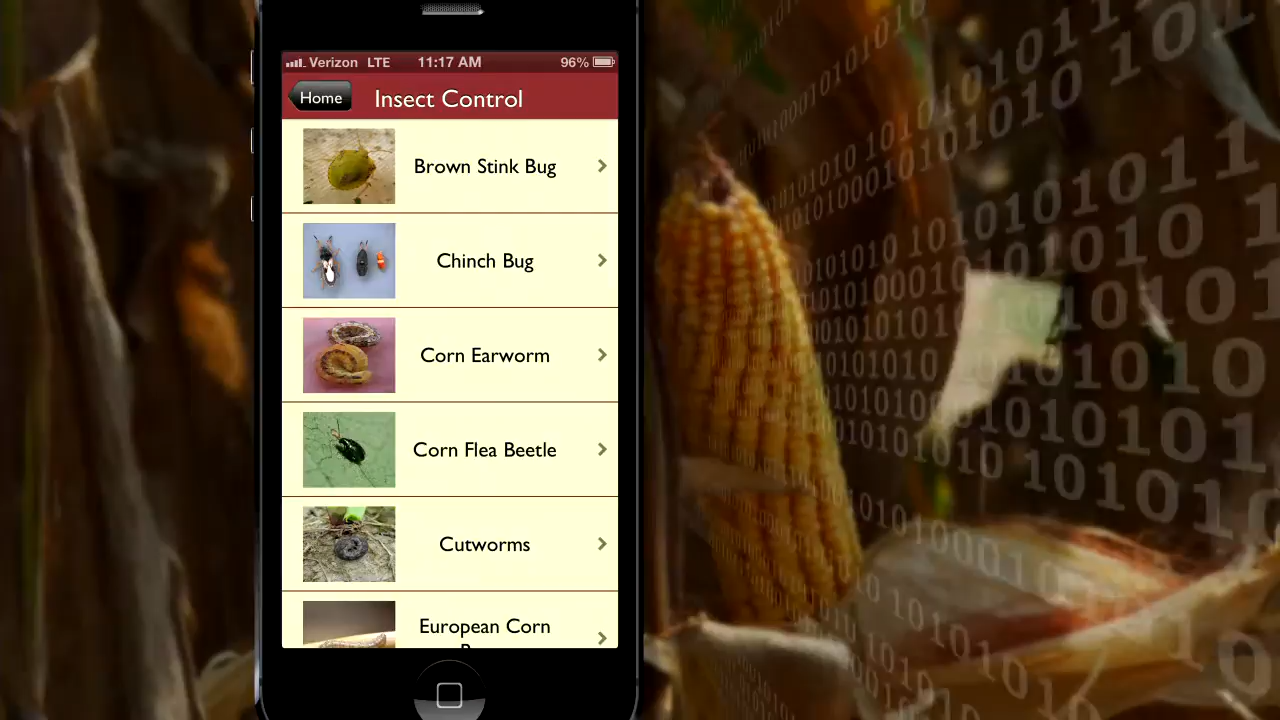 Verizon LTE 11:17 AM 96%
Home Insect Control
Brown Stink Bug
Chinch Bug
Corn Earworm
Corn Flea Beetle
Cutworms
European Corn